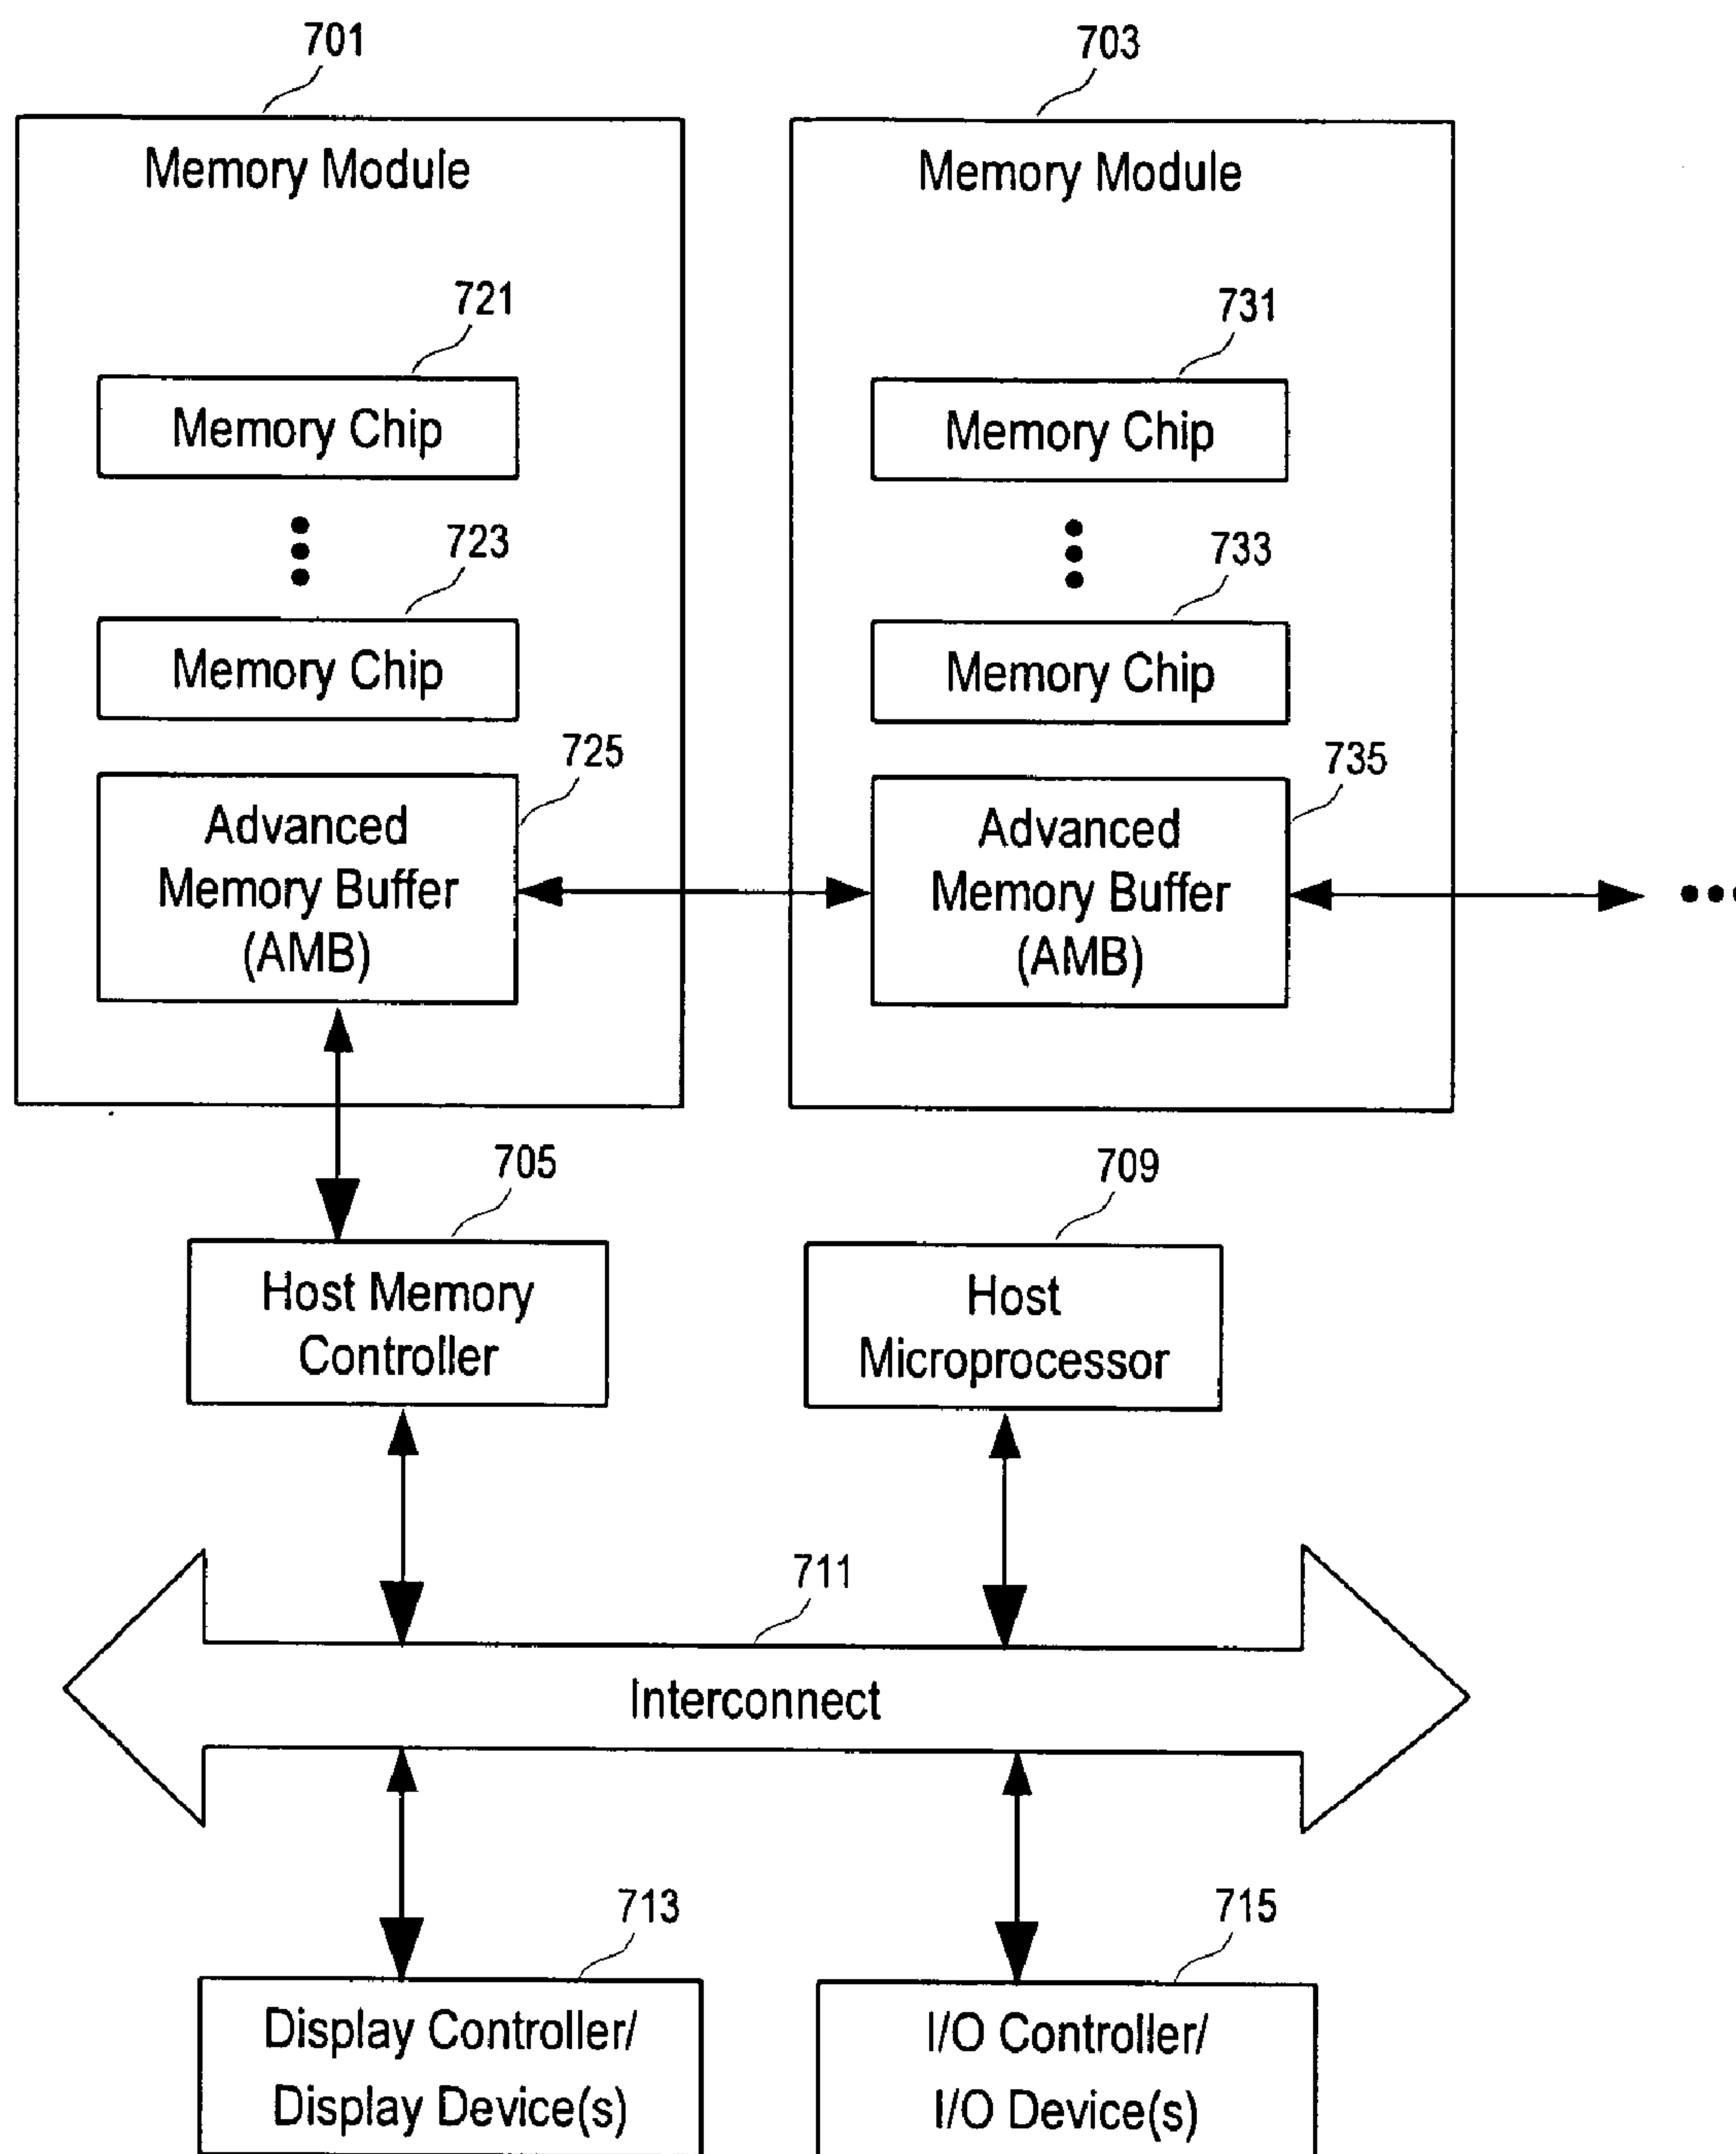 701
703
Memory Module
Memory Module
721
731
Memory Chip
Memory Chip
723
733
Memory Chip
Memory Chip
725
735
Advanced
Memory Buffer
(AMB)
Advanced
Memory Buffer
(AMB)
705
709
Host Memory
Controller
Host
Microprocessor
711
Interconnect
713
715
Display Controller/
Display Device(s)
I/O Controller/
I/O Device(s)